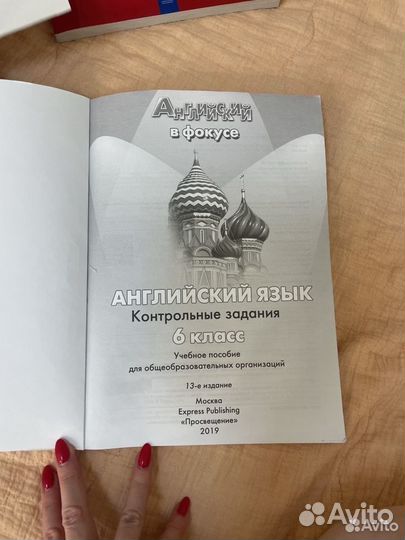 Английский
в фокусе
АНГЛИЙСКИЙ ЯЗЫК
Контрольные задания
6 класс
Учебное пособие
для общеобразовательных организаций
13-е издание
Москва
Express Publishing
«Просвещение»
2019
Avito